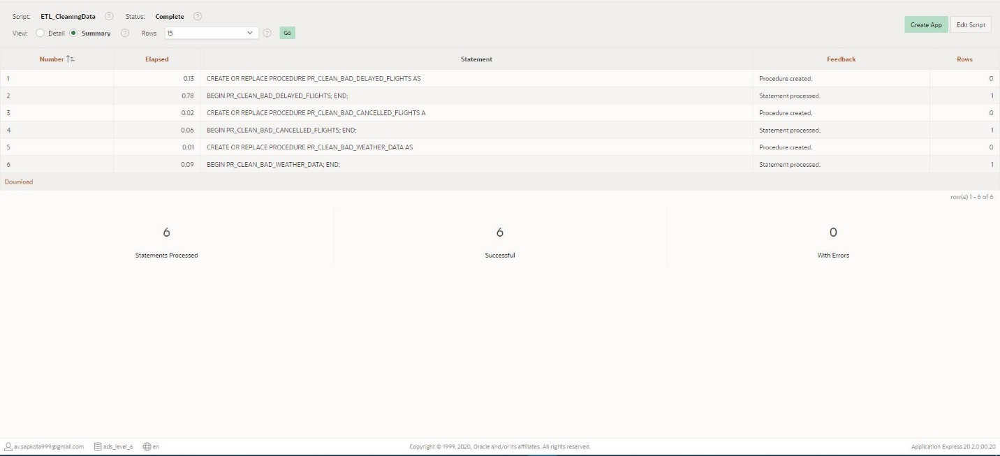 Script: ETL_CleaningData ? Status: Complete ?
Create App Edit Script
View: Detail Summary ? Rows 15 ? Go
Number Elapsed Statement Feedback Rows
1 0.13 CREATE OR REPLACE PROCEDURE PR_CLEAN_BAD_DELAYED_FLIGHTS AS Procedure created. 0
2 0.78 BEGIN PR_CLEAN_BAD_DELAYED_FLIGHTS; END; Statement processed. 1
3 0.02 CREATE OR REPLACE PROCEDURE PR_CLEAN_BAD_CANCELLED_FLIGHTS A Procedure created. 0
4 0.06 BEGIN PR_CLEAN_BAD_CANCELLED_FLIGHTS; END; Statement processed. 1
5 0.01 CREATE OR REPLACE PROCEDURE PR_CLEAN_BAD_WEATHER_DATA AS Procedure created. 0
6 0.09 BEGIN PR_CLEAN_BAD_WEATHER_DATA; END; Statement processed. 1
Download
row(s) 1 - 6 of 6
6 6 0
Statements Processed Successful With Errors
av.sapkota999@gmail.com ads_level_6 en Copyright © 1999, 2020, Oracle and/or its affiliates. All rights reserved. Application Express 20.2.0.00.20